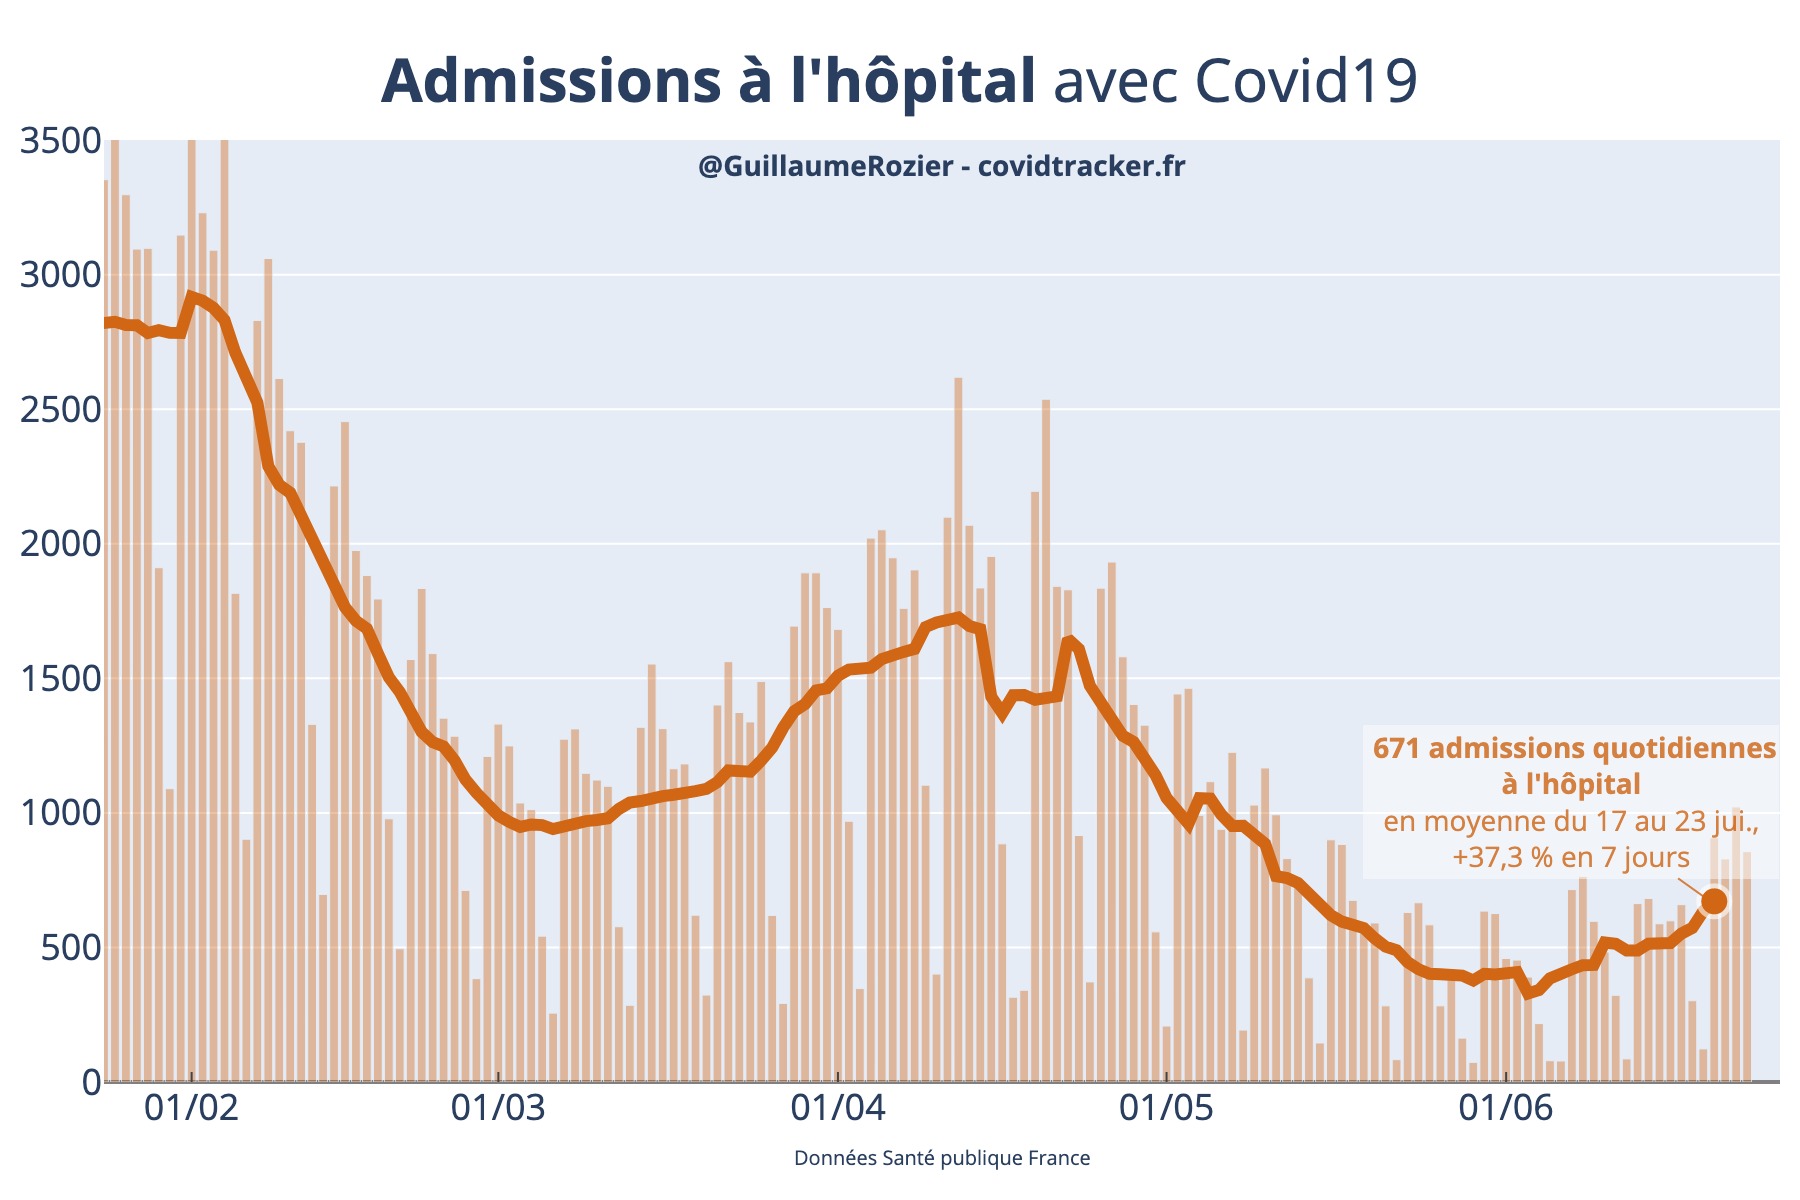 Admissions à l'hôpital avec Covid19
@GuillaumeRozier - covidtracker.fr
3500
3000
2500
2000
1500
1000
500
0
671 admissions quotidiennes
à l'hôpital
en moyenne du 17 au 23 jui.,
+37,3 % en 7 jours
01/02 01/03 01/04 01/05 01/06
Données Santé publique France